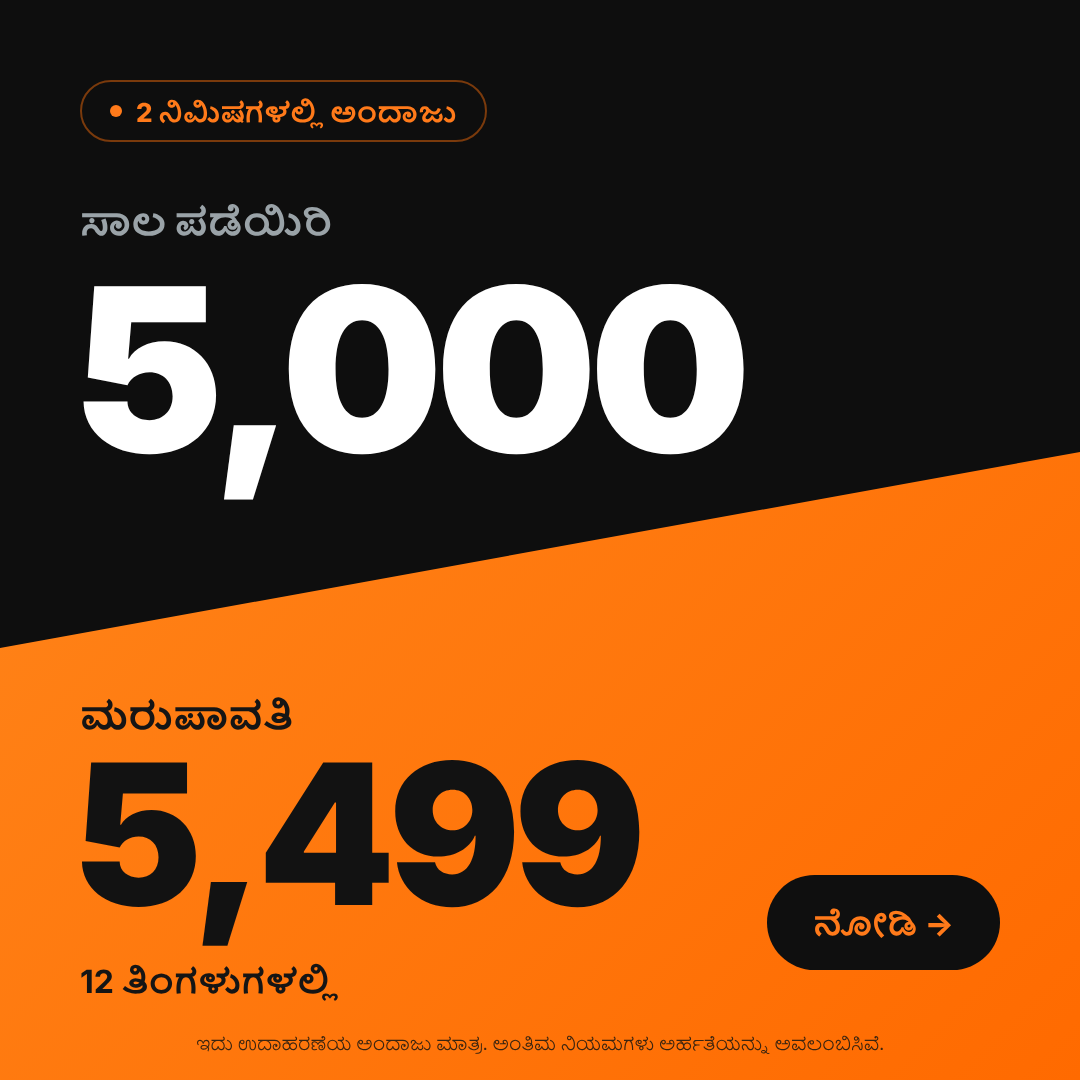 2 ನಿಮಿಷಗಳಲ್ಲಿ ಅಂದಾಜು
ಸಾಲ ಪಡೆಯಿರಿ
5,000
ಮರುಪಾವತಿ
5,499
12 ತಿಂಗಳುಗಳಲ್ಲಿ
ನೋಡಿ →
ಇದು ಉದಾಹರಣೆಯ ಅಂದಾಜು ಮಾತ್ರ. ಅಂತಿಮ ನಿಯಮಗಳು ಅರ್ಹತೆಯನ್ನು ಅವಲಂಬಿಸಿವೆ.